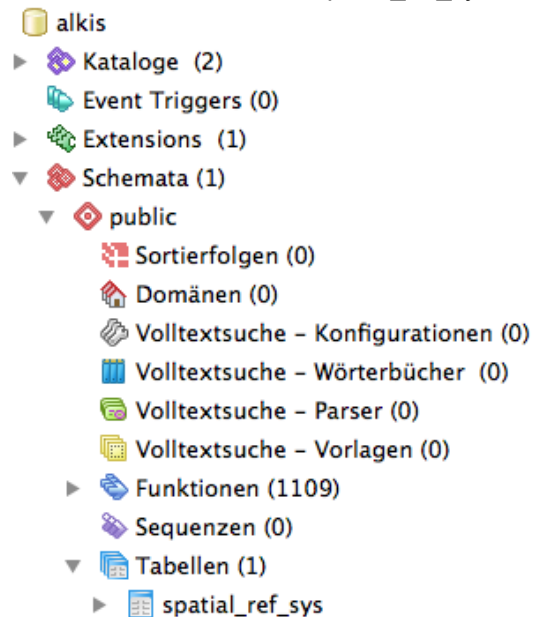 alkis
Kataloge (2)
Event Triggers (0)
Extensions (1)
Schemata (1)
public
Sortierfolgen (0)
Domänen (0)
Volltextsuche – Konfigurationen (0)
Volltextsuche – Wörterbücher (0)
Volltextsuche – Parser (0)
Volltextsuche – Vorlagen (0)
Funktionen (1109)
Sequenzen (0)
Tabellen (1)
spatial_ref_sys